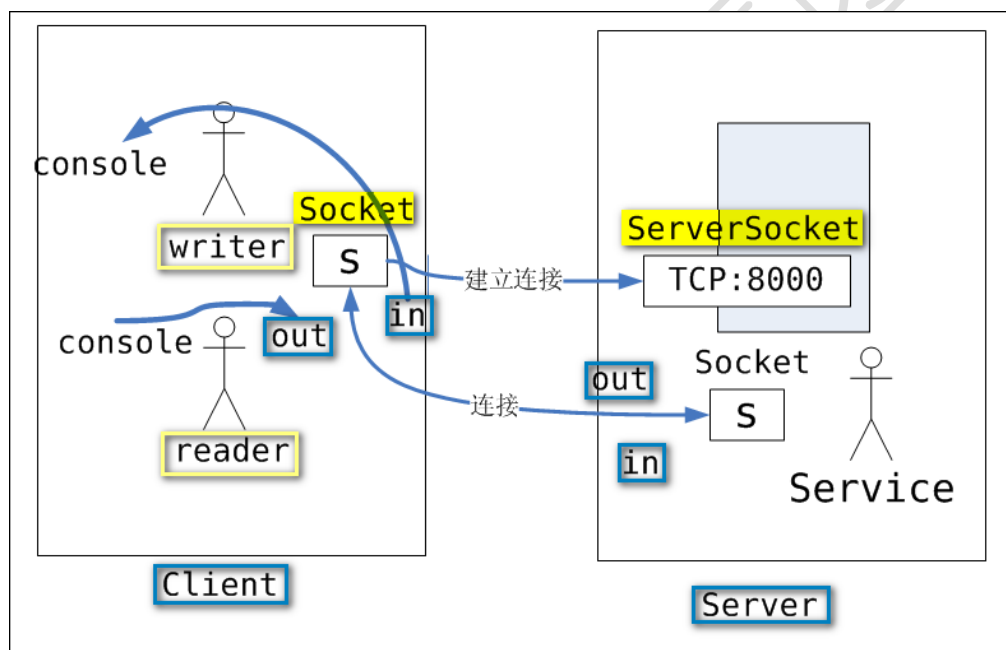 console
writer
Socket
S
in
console
out
reader
Client
建立连接
连接
ServerSocket
TCP:8000
Socket
out
S
in
Service
Server